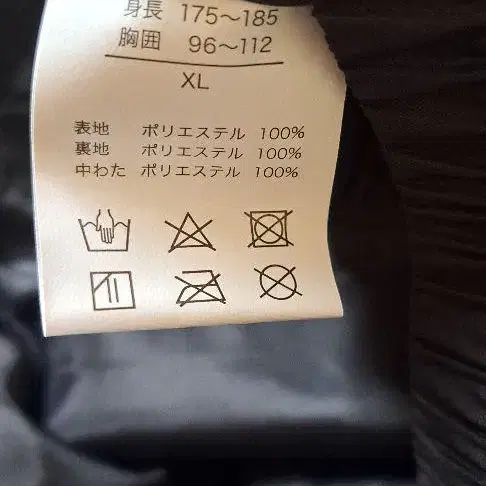 身長 175～185
胸囲 96～112
XL
表地 ポリエステル 100%
裏地 ポリエステル 100%
中わた ポリエステル 100%